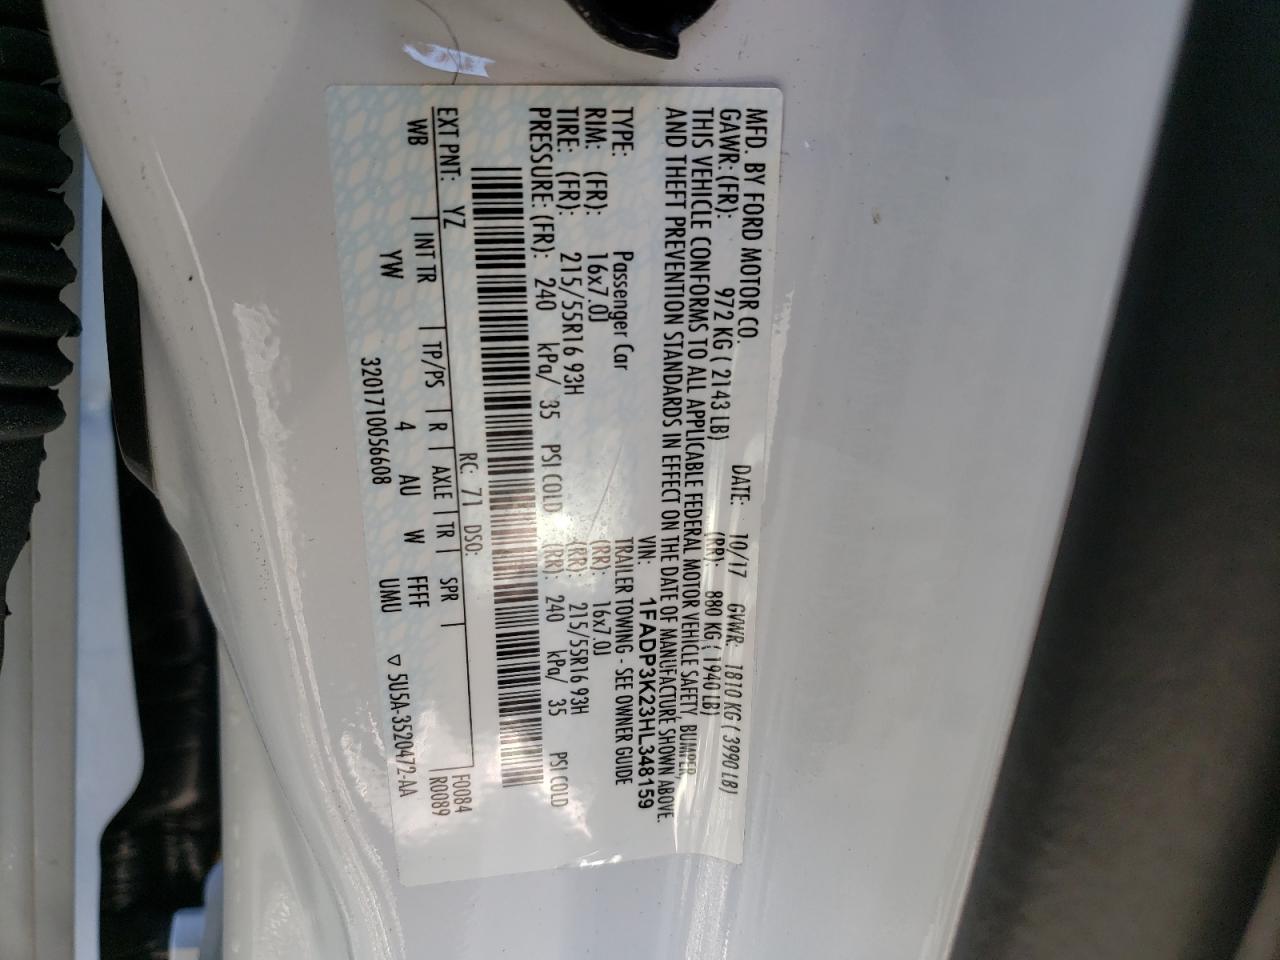 MFD. BY FORD MOTOR CO.
DATE: 10/17 GVWR: 1810 KG ( 3990 LB)
GAWR: (FR): 972 KG ( 2143 LB) (RR): 880 KG ( 1940 LB)
THIS VEHICLE CONFORMS TO ALL APPLICABLE FEDERAL MOTOR VEHICLE SAFETY, BUMPER,
AND THEFT PREVENTION STANDARDS IN EFFECT ON THE DATE OF MANUFACTURE SHOWN ABOVE.
VIN: 1FADP3K23HL348159
TYPE: Passenger Car TRAILER TOWING - SEE OWNER GUIDE
RIM: (FR): 16x7.0J (RR): 16x7.0J
TIRE: (FR): 215/55R16 93H (RR): 215/55R16 93H
PRESSURE: (FR): 240 kPa/ 35 PSI COLD (RR): 240 kPa/ 35 PSI COLD
RC: 71 DSO:
EXT PNT: YZ F0084
WB | INT TR | TP/PS | R | AXLE | TR | SPR | R0089
YW 4 AU W FFFF
320171005660​8 UMU ▽ 5U5A-3520472-AA